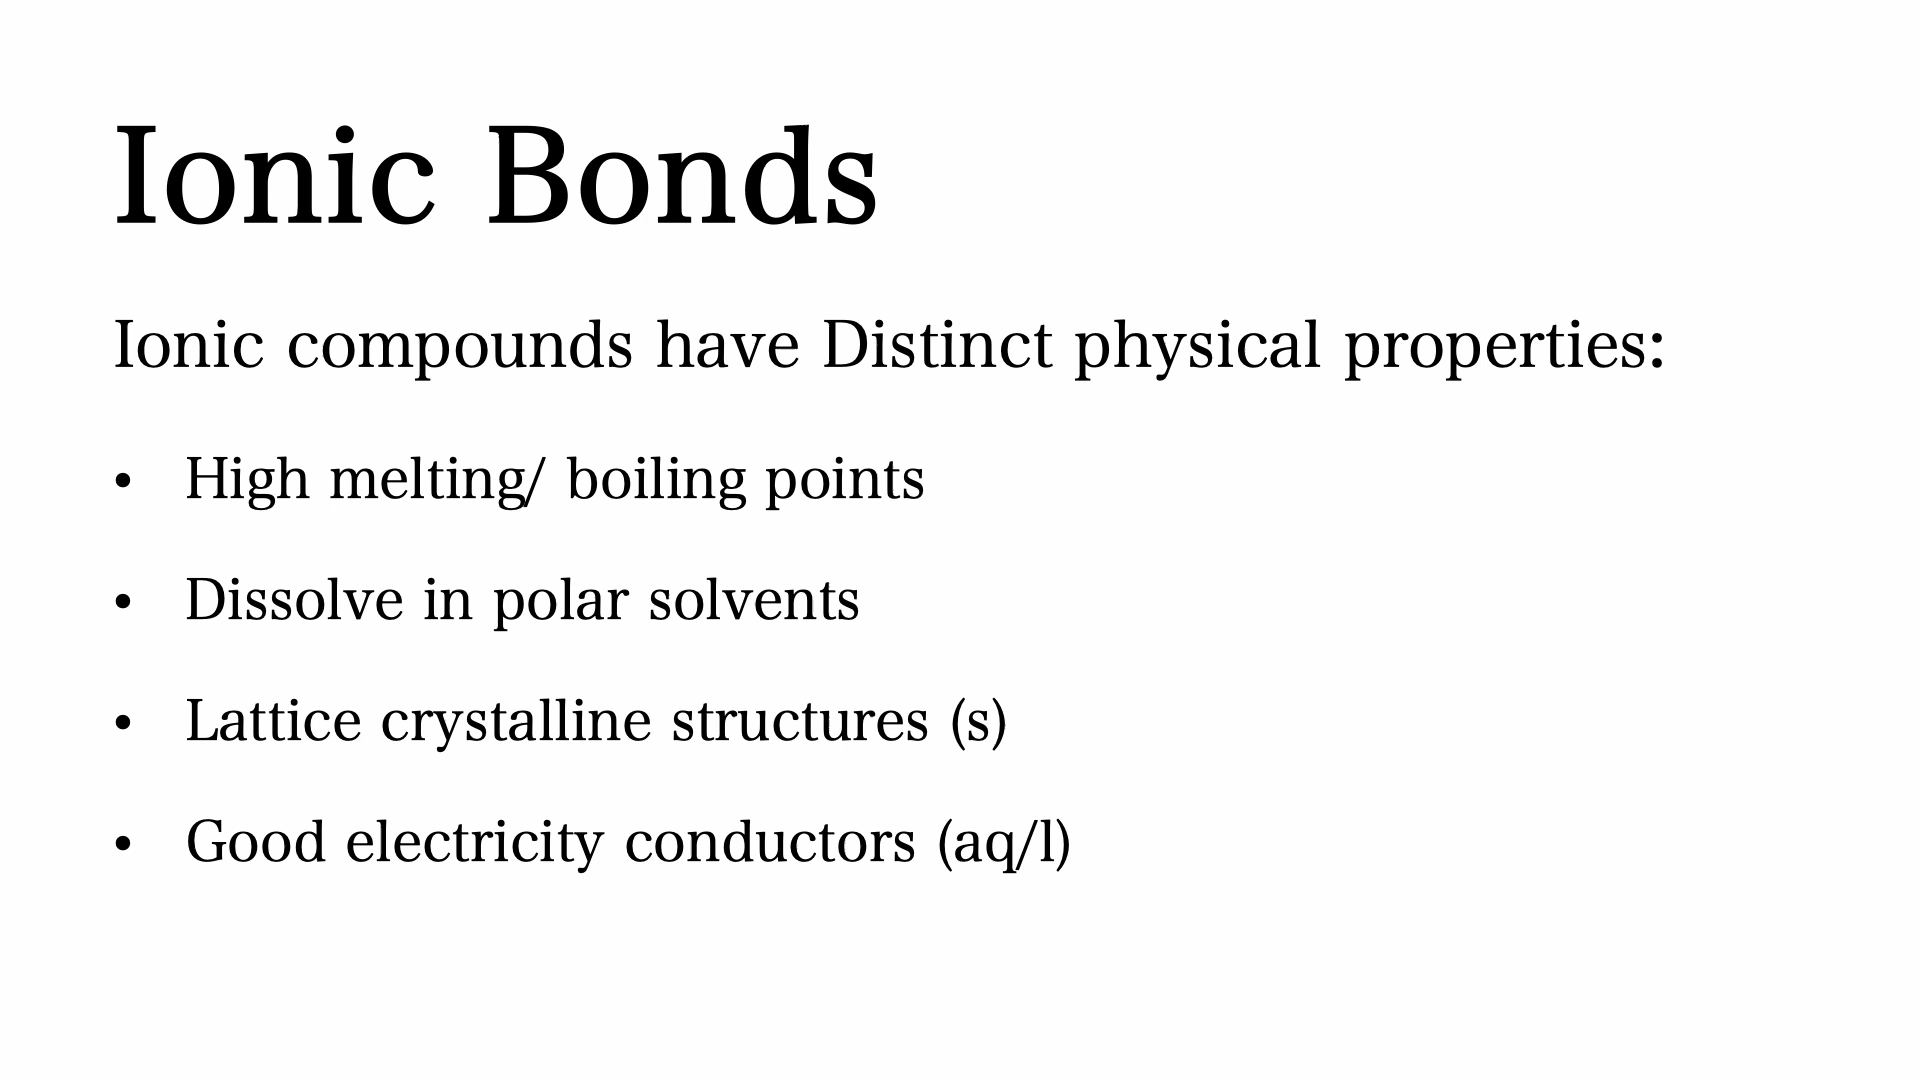 Ionic Bonds
Ionic compounds have Distinct physical properties:
• High melting/ boiling points
• Dissolve in polar solvents
• Lattice crystalline structures (s)
• Good electricity conductors (aq/l)